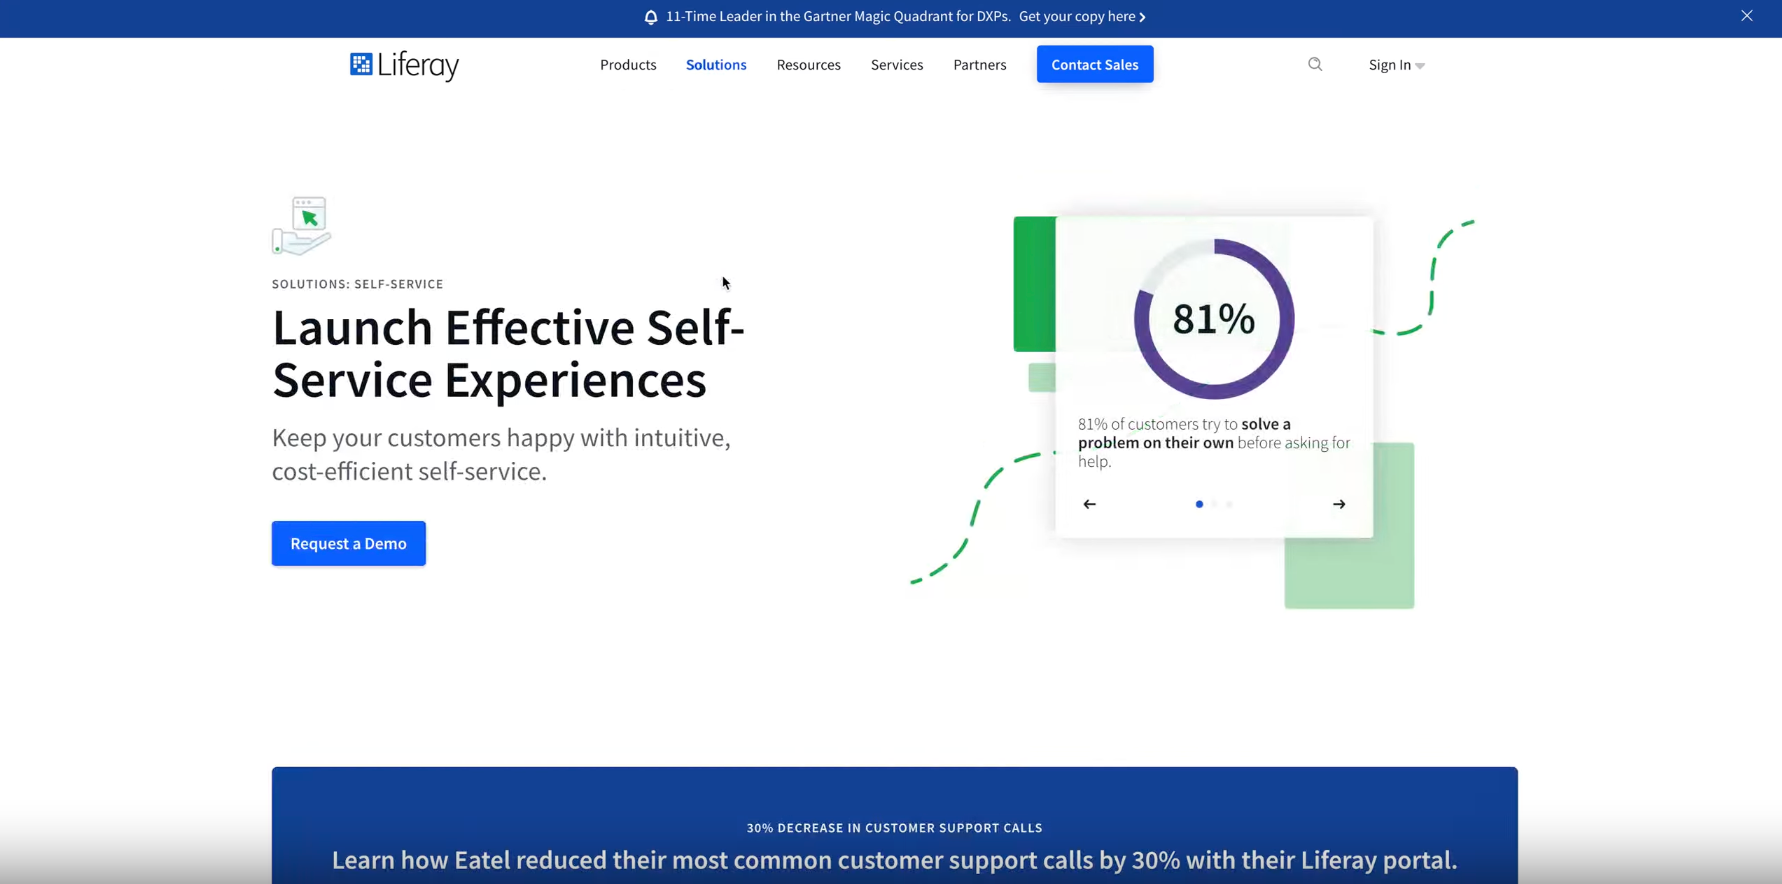 11-Time Leader in the Gartner Magic Quadrant for DXPs. Get your copy here
Liferay
Products
Solutions
Resources
Services
Partners
Contact Sales
Sign In
SOLUTIONS: SELF-SERVICE
Launch Effective Self-
Service Experiences
Keep your customers happy with intuitive,
cost-efficient self-service.
Request a Demo
81%
81% of customers try to solve a
problem on their own before asking for
help.
30% DECREASE IN CUSTOMER SUPPORT CALLS
Learn how Eatel reduced their most common customer support calls by 30% with their Liferay portal.